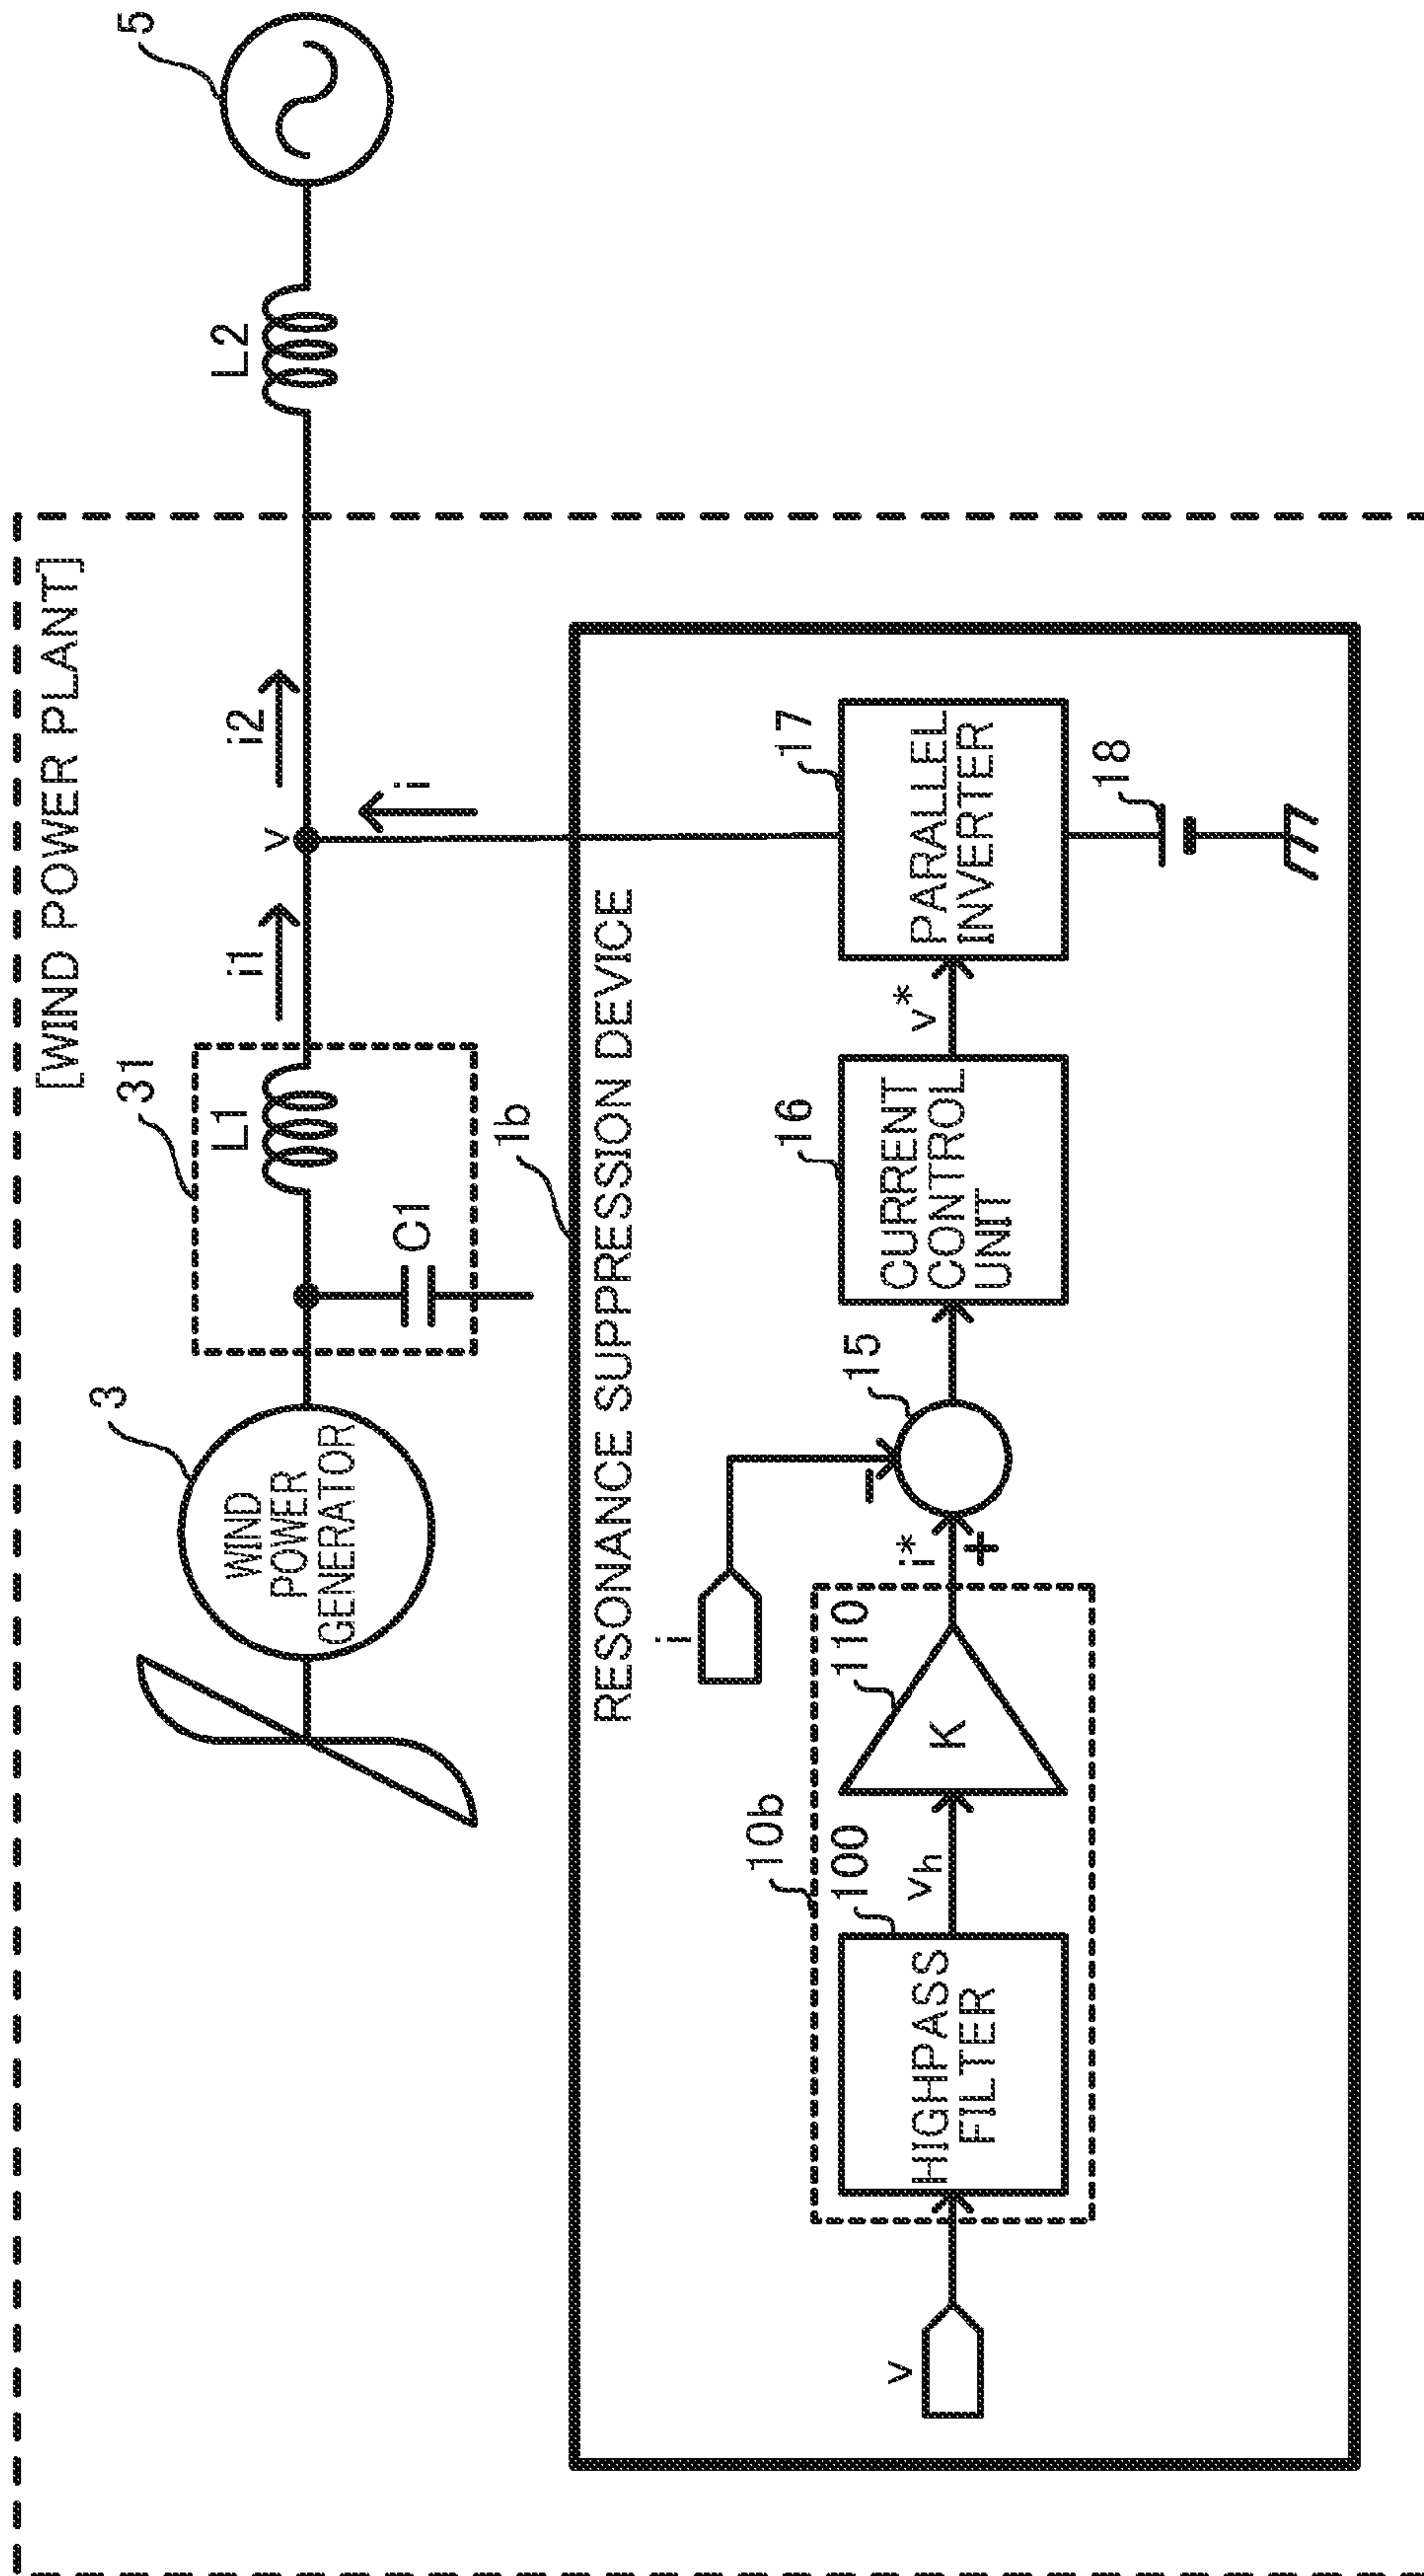 [WIND POWER PLANT]
3
WIND
POWER
GENERATOR
31
L1
C1
i1
v
i2
i
L2
5
1b
RESONANCE SUPPRESSION DEVICE
v
10b
100
HIGHPASS
FILTER
vh
110
K
i*
+
i
-
15
16
CURRENT
CONTROL
UNIT
v*
17
PARALLEL
INVERTER
18